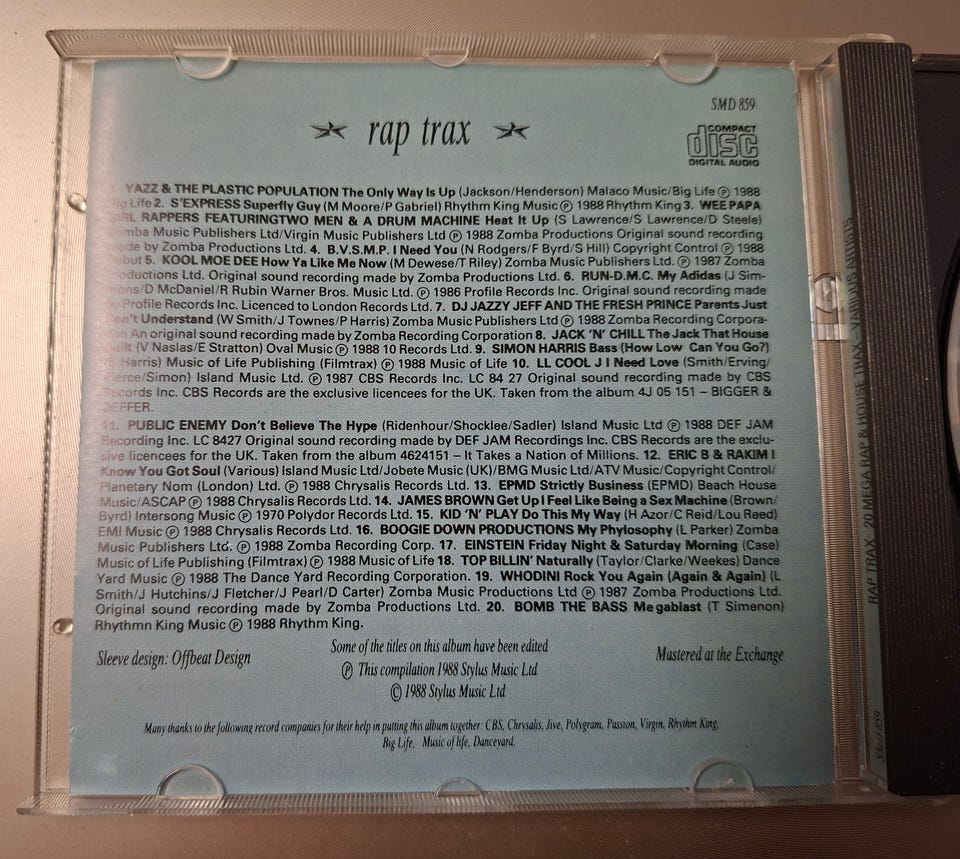 SMD 859
★ rap trax ★
COMPACT
disc
DIGITAL AUDIO
1. YAZZ & THE PLASTIC POPULATION The Only Way Is Up (Jackson/Henderson) Malaco Music/Big Life ℗ 1988
Big Life 2. S'EXPRESS Superfly Guy (M Moore/P Gabriel) Rhythm King Music ℗ 1988 Rhythm King 3. WEE PAPA
GIRL RAPPERS FEATURINGTWO MEN & A DRUM MACHINE Heat It Up (S Lawrence/S Lawrence/D Steele)
Zomba Music Publishers Ltd/Virgin Music Publishers Ltd ℗ 1988 Zomba Productions Original sound recording
made by Zomba Productions Ltd. 4. B.V.S.M.P. I Need You (N Rodgers/F Byrd/S Hill) Copyright Control ℗ 1988
Debut 5. KOOL MOE DEE How Ya Like Me Now (M Dewese/T Riley) Zomba Music Publishers Ltd. ℗ 1987 Zomba
Productions Ltd. Original sound recording made by Zomba Productions Ltd. 6. RUN-D.M.C. My Adidas (J Sim-
mons/D McDaniel/R Rubin Warner Bros. Music Ltd. ℗ 1986 Profile Records Inc. Original sound recording made
by Profile Records Inc. Licenced to London Records Ltd. 7. DJ JAZZY JEFF AND THE FRESH PRINCE Parents Just
Don't Understand (W Smith/J Townes/P Harris) Zomba Music Publishers Ltd ℗ 1988 Zomba Recording Corpora-
tion An original sound recording made by Zomba Recording Corporation 8. JACK 'N' CHILL The Jack That House
Built (V Naslas/E Stratton) Oval Music ℗ 1988 10 Records Ltd. 9. SIMON HARRIS Bass (How Low Can You Go?)
(S Harris) Music of Life Publishing (Filmtrax) ℗ 1988 Music of Life 10. LL COOL J I Need Love (Smith/Erving/
Pierce/Simon) Island Music Ltd. ℗ 1987 CBS Records Inc. LC 84 27 Original sound recording made by CBS
Records Inc. CBS Records are the exclusive licencees for the UK. Taken from the album 4J 05 151 – BIGGER &
DEFFER.
11. PUBLIC ENEMY Don't Believe The Hype (Ridenhour/Shocklee/Sadler) Island Music Ltd ℗ 1988 DEF JAM
Recording Inc. LC 8427 Original sound recording made by DEF JAM Recordings Inc. CBS Records are the exclu-
sive licencees for the UK. Taken from the album 4624151 – It Takes a Nation of Millions. 12. ERIC B & RAKIM I
Know You Got Soul (Various) Island Music Ltd/Jobete Music (UK)/BMG Music Ltd/ATV Music/Copyright Control/
Planetary Nom (London) Ltd. ℗ 1988 Chrysalis Records Ltd. 13. EPMD Strictly Business (EPMD) Beach House
Music/ASCAP ℗ 1988 Chrysalis Records Ltd. 14. JAMES BROWN Get Up I Feel Like Being a Sex Machine (Brown/
Byrd) Intersong Music ℗ 1970 Polydor Records Ltd. 15. KID 'N' PLAY Do This My Way (H Azor/C Reid/Lou Reed)
EMI Music ℗ 1988 Chrysalis Records Ltd. 16. BOOGIE DOWN PRODUCTIONS My Phylosophy (L Parker) Zomba
Music Publishers Ltd. ℗ 1988 Zomba Recording Corp. 17. EINSTEIN Friday Night & Saturday Morning (Case)
Music of Life Publishing (Filmtrax) ℗ 1988 Music of Life 18. TOP BILLIN' Naturally (Taylor/Clarke/Weekes) Dance
Yard Music ℗ 1988 The Dance Yard Recording Corporation. 19. WHODINI Rock You Again (Again & Again) (L
Smith/J Hutchins/J Fletcher/J Pearl/D Carter) Zomba Music Productions Ltd ℗ 1987 Zomba Productions Ltd.
Original sound recording made by Zomba Productions Ltd. 20. BOMB THE BASS Megablast (T Simenon)
Rhythmn King Music ℗ 1988 Rhythm King.
Some of the titles on this album have been edited
Sleeve design: Offbeat Design
℗ This compilation 1988 Stylus Music Ltd
Mastered at the Exchange
© 1988 Stylus Music Ltd
Many thanks to the following record companies for their help in putting this album together: CBS, Chrysalis, Jive, Polygram, Passion, Virgin, Rhythm King,
Big Life, Music of life, Danceyard.
RAP TRAX 20 MEGA RAP & HOUSE TRAX – VARIOUS ARTISTS
SMD 859